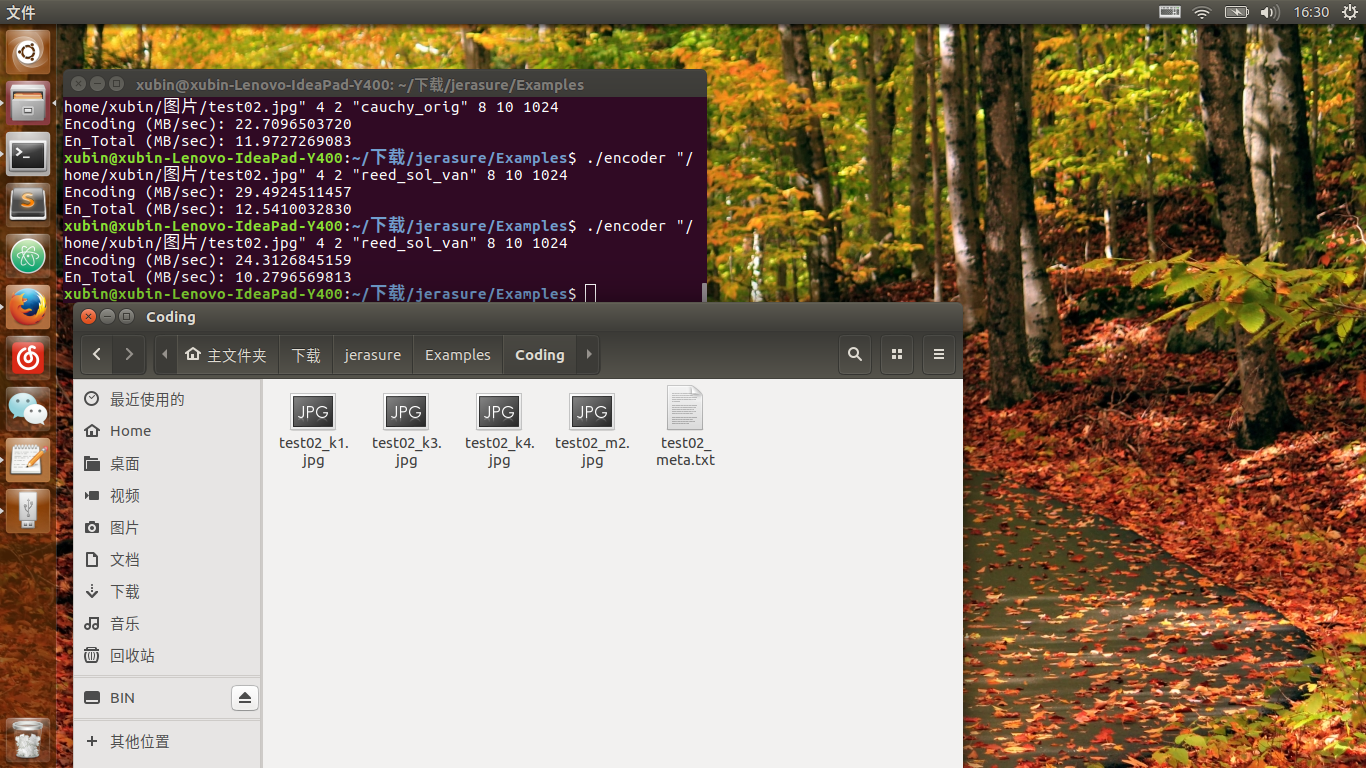 文件
16:30
xubin@xubin-Lenovo-IdeaPad-Y400: ~/下载/jerasure/Examples
home/xubin/图片/test02.jpg" 4 2 "cauchy_orig" 8 10 1024
Encoding (MB/sec): 22.7096503720
En_Total (MB/sec): 11.9727269083
xubin@xubin-Lenovo-IdeaPad-Y400:~/下载/jerasure/Examples$ ./encoder "/
home/xubin/图片/test02.jpg" 4 2 "reed_sol_van" 8 10 1024
Encoding (MB/sec): 29.4924511457
En_Total (MB/sec): 12.5410032830
xubin@xubin-Lenovo-IdeaPad-Y400:~/下载/jerasure/Examples$ ./encoder "/
home/xubin/图片/test02.jpg" 4 2 "reed_sol_van" 8 10 1024
Encoding (MB/sec): 24.3126845159
En_Total (MB/sec): 10.2796569813
xubin@xubin-Lenovo-IdeaPad-Y400:~/下载/jerasure/Examples$
Coding
主文件夹 下载 jerasure Examples Coding
最近使用的
Home
桌面
视频
图片
文档
下载
音乐
回收站
BIN
其他位置
JPG JPG JPG JPG
test02_k1. test02_k3. test02_k4. test02_m2. test02_
jpg jpg jpg jpg meta.txt